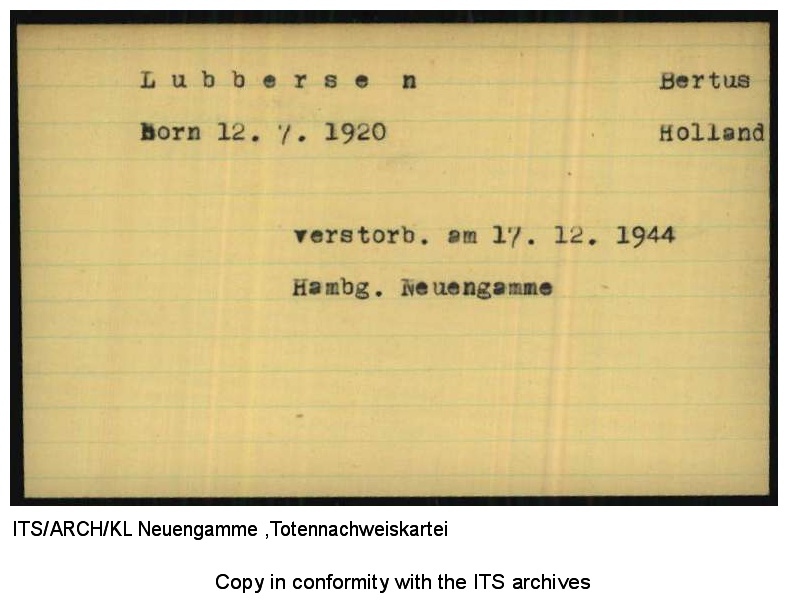 L u b b e r s e n Bertus
born 12. 7. 1920 Holland
verstorb. am 17. 12. 1944
Hambg. Neuengamme
ITS/ARCH/KL Neuengamme ,Totennachweiskartei
Copy in conformity with the ITS archives